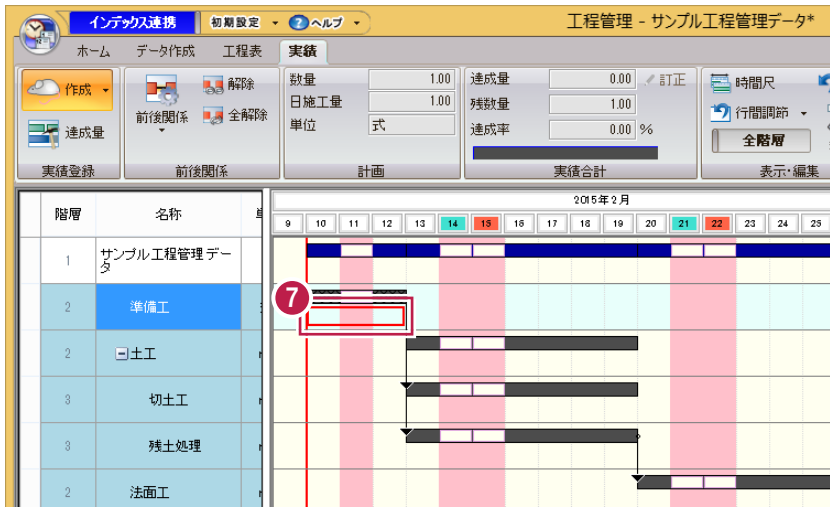 インデックス連携 初期設定 ヘルプ 工程管理 - サンプル工程管理データ*
ホーム データ作成 工程表 実績
作成 前後関係 解除 数量 1.00 達成量 0.00 訂正 時間尺
全解除 日施工量 1.00 残数量 1.00 行間調節
達成量 単位 式 達成率 0.00 % 全階層
実績登録 前後関係 計画 実績合計 表示・編集
2015年2月
階層 名称
9 10 11 12 13 14 15 16 17 18 19 20 21 22 23 24 25
1 サンプル工程管理デー
タ
7
2 準備工
2 土工
3 切土工
3 残土処理
2 法面工